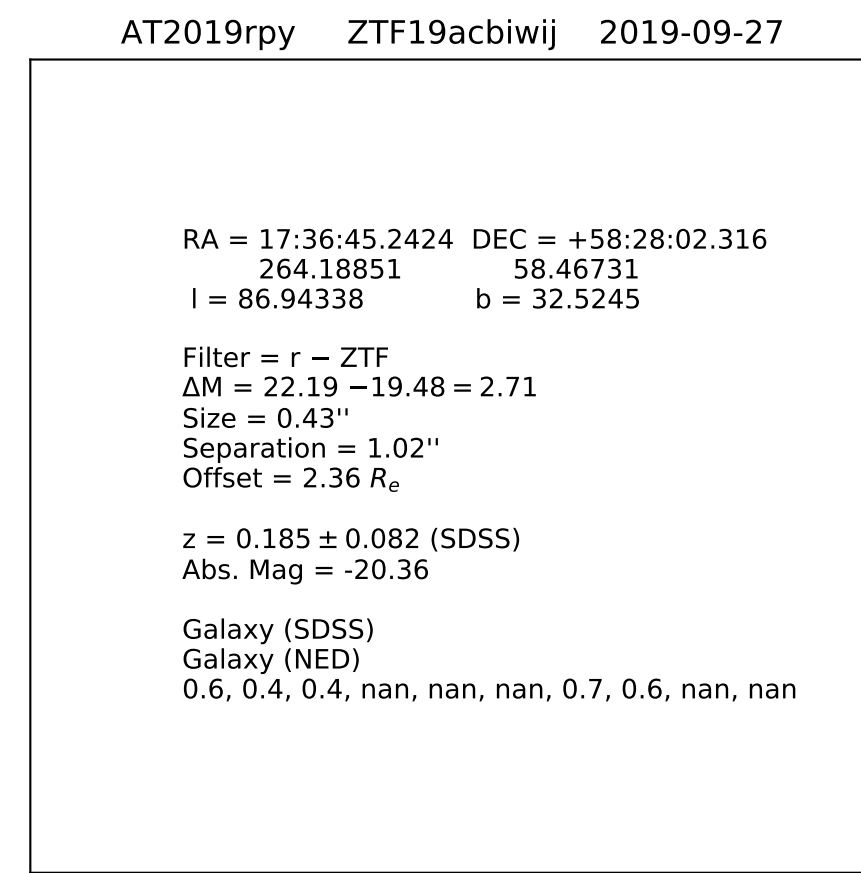 AT2019rpy ZTF19acbiwij 2019-09-27
RA = 17:36:45.2424 DEC = +58:28:02.316
264.18851 58.46731
l = 86.94338 b = 32.5245
Filter = r − ZTF
ΔM = 22.19 −19.48 = 2.71
Size = 0.43''
Separation = 1.02''
Offset = 2.36 Rₑ
z = 0.185 ± 0.082 (SDSS)
Abs. Mag = -20.36
Galaxy (SDSS)
Galaxy (NED)
0.6, 0.4, 0.4, nan, nan, nan, 0.7, 0.6, nan, nan